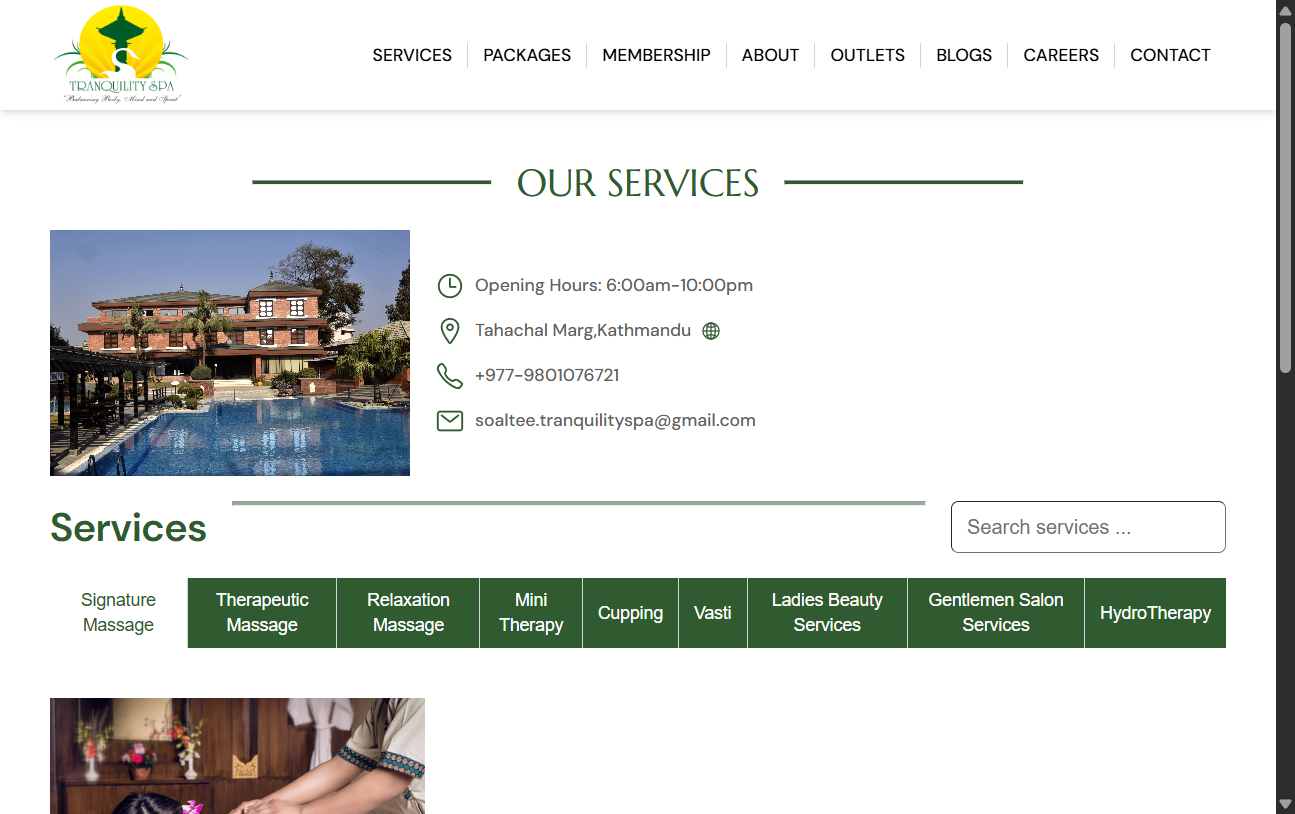 TRANQUILITY SPA
"Balancing Body, Mind and Spirit"
SERVICES
PACKAGES
MEMBERSHIP
ABOUT
OUTLETS
BLOGS
CAREERS
CONTACT
OUR SERVICES
Opening Hours: 6:00am-10:00pm
Tahachal Marg,Kathmandu
+977-9801076721
soaltee.tranquilityspa@gmail.com
Services
Search services ...
Signature
Massage
Therapeutic
Massage
Relaxation
Massage
Mini
Therapy
Cupping
Vasti
Ladies Beauty
Services
Gentlemen Salon
Services
HydroTherapy